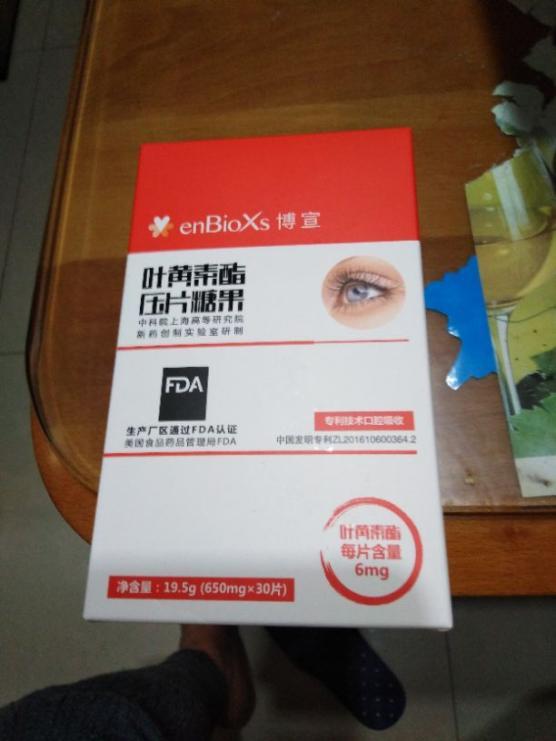 enBioXs 博宣
叶黄素酯
压片糖果
中科院上海高等研究院
新药创制实验室研制
FDA
生产厂区通过FDA认证
美国食品药品管理局FDA
专利技术口腔吸收
中国发明专利ZL201610600364.2
叶黄素酯
每片含量
6mg
净含量：19.5g (650mg×30片)